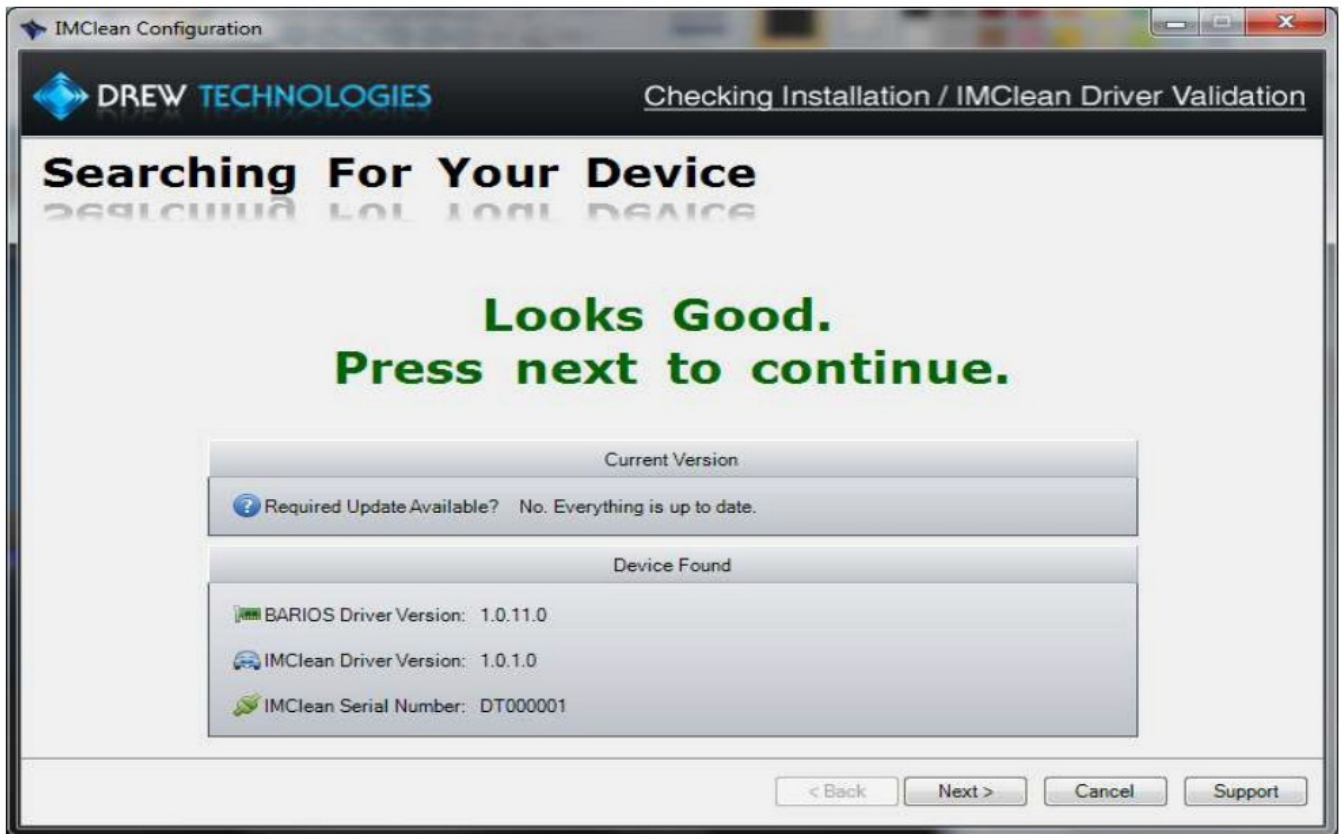 IMClean Configuration
DREW TECHNOLOGIES
Checking Installation / IMClean Driver Validation
Searching For Your Device
Looks Good.
Press next to continue.
Current Version
Required Update Available? No. Everything is up to date.
Device Found
BARIOS Driver Version: 1.0.11.0
IMClean Driver Version: 1.0.1.0
IMClean Serial Number: DT000001
< Back Next > Cancel Support